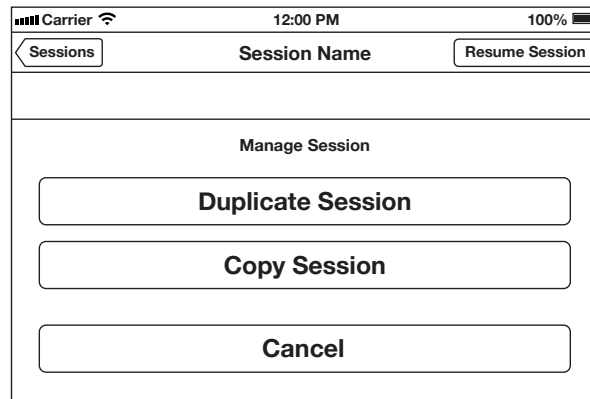 Carrier 12:00 PM 100%
Sessions Session Name Resume Session
Manage Session
Duplicate Session
Copy Session
Cancel